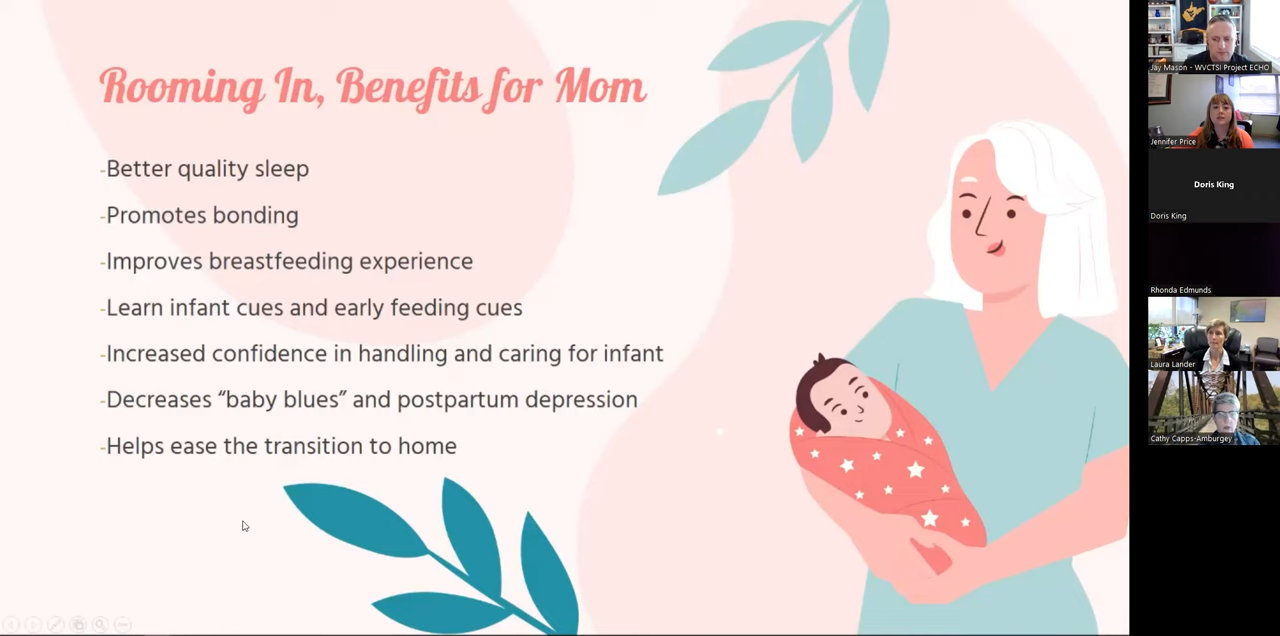 Rooming In, Benefits for Mom
-Better quality sleep
-Promotes bonding
-Improves breastfeeding experience
-Learn infant cues and early feeding cues
-Increased confidence in handling and caring for infant
-Decreases “baby blues” and postpartum depression
-Helps ease the transition to home
Jay Mason - WVCTSI Project ECHO
Jennifer Price
Doris King
Doris King
Rhonda Edmunds
Laura Lander
Cathy Capps-Amburgey